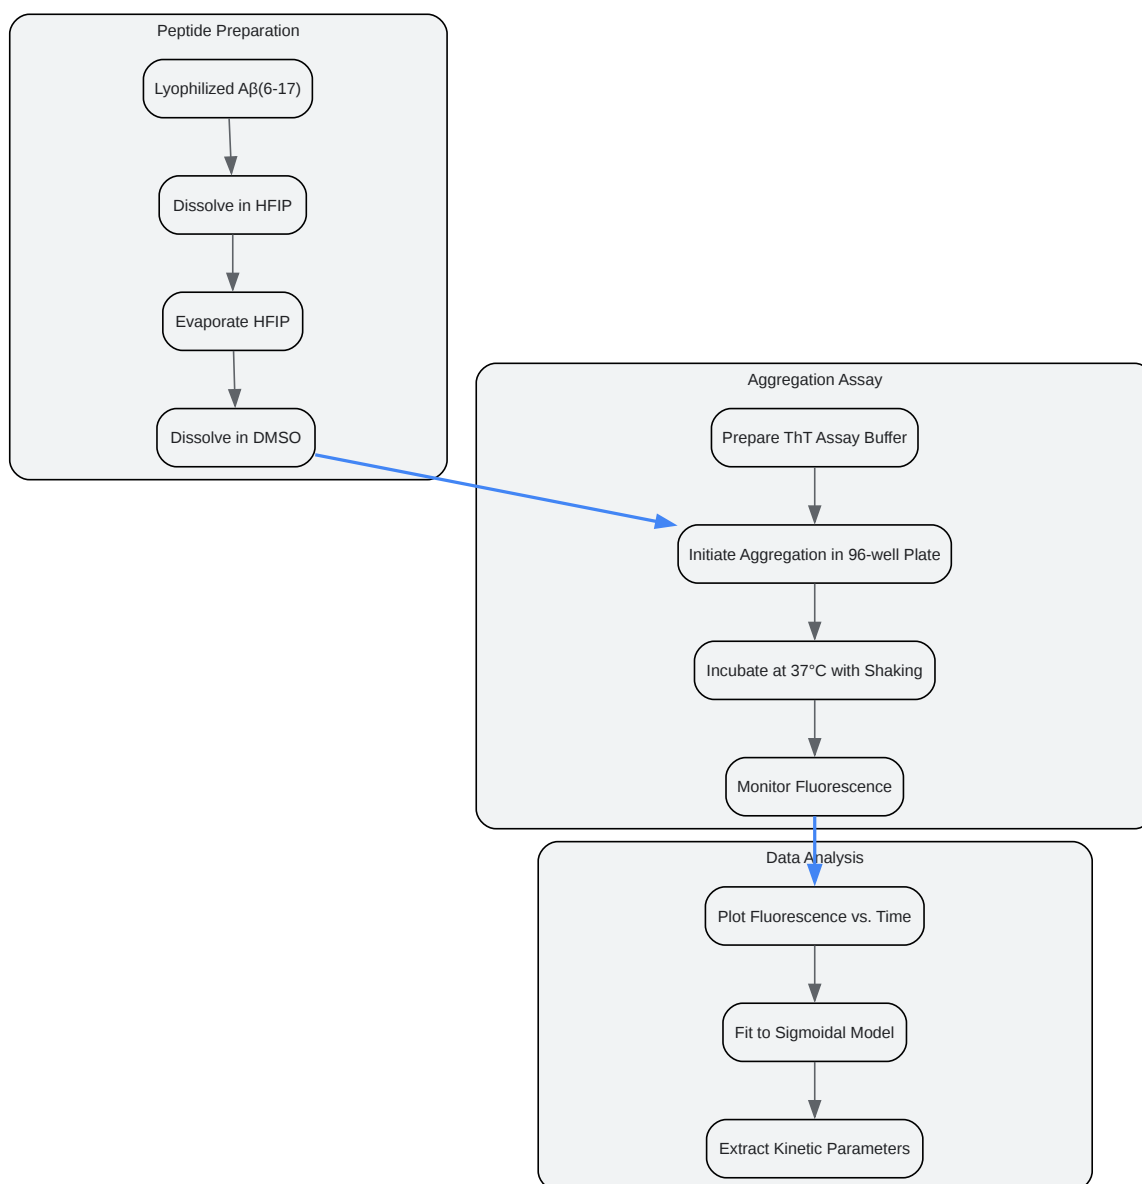 Peptide Preparation
Lyophilized Aβ(6-17)
Dissolve in HFIP
Evaporate HFIP
Dissolve in DMSO
Aggregation Assay
Prepare ThT Assay Buffer
Initiate Aggregation in 96-well Plate
Incubate at 37°C with Shaking
Monitor Fluorescence
Data Analysis
Plot Fluorescence vs. Time
Fit to Sigmoidal Model
Extract Kinetic Parameters